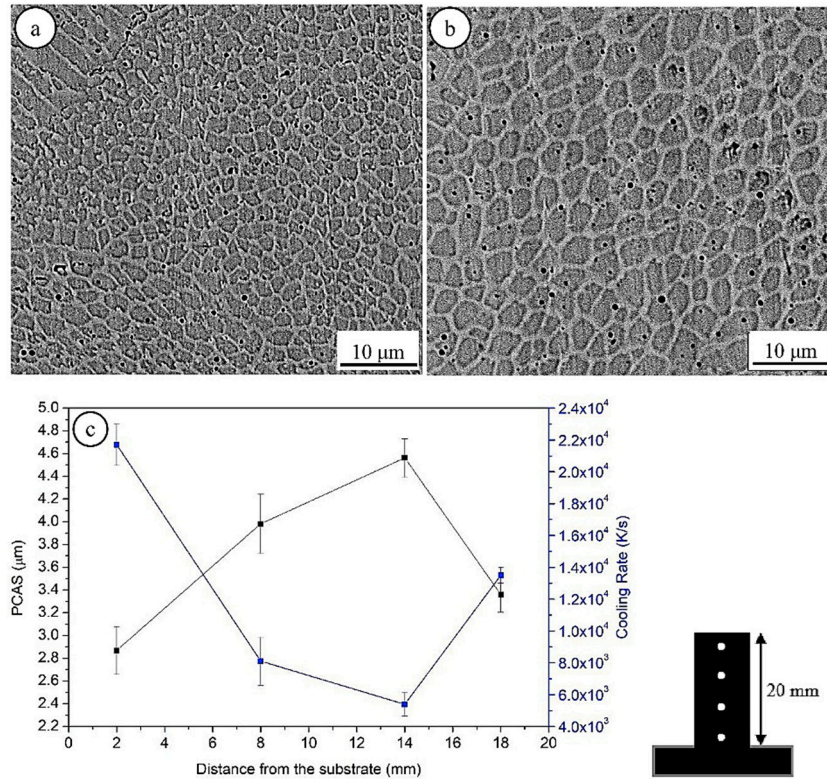 a
b
10 μm
10 μm
c
5.0
4.8
4.6
4.4
4.2
4.0
3.8
3.6
3.4
3.2
3.0
2.8
2.6
2.4
2.2
PCAS (μm)
2.4x10⁴
2.2x10⁴
2.0x10⁴
1.8x10⁴
1.6x10⁴
1.4x10⁴
1.2x10⁴
1.0x10⁴
8.0x10³
6.0x10³
4.0x10³
Cooling Rate (K/s)
0 2 4 6 8 10 12 14 16 18 20
Distance from the substrate (mm)
20 mm